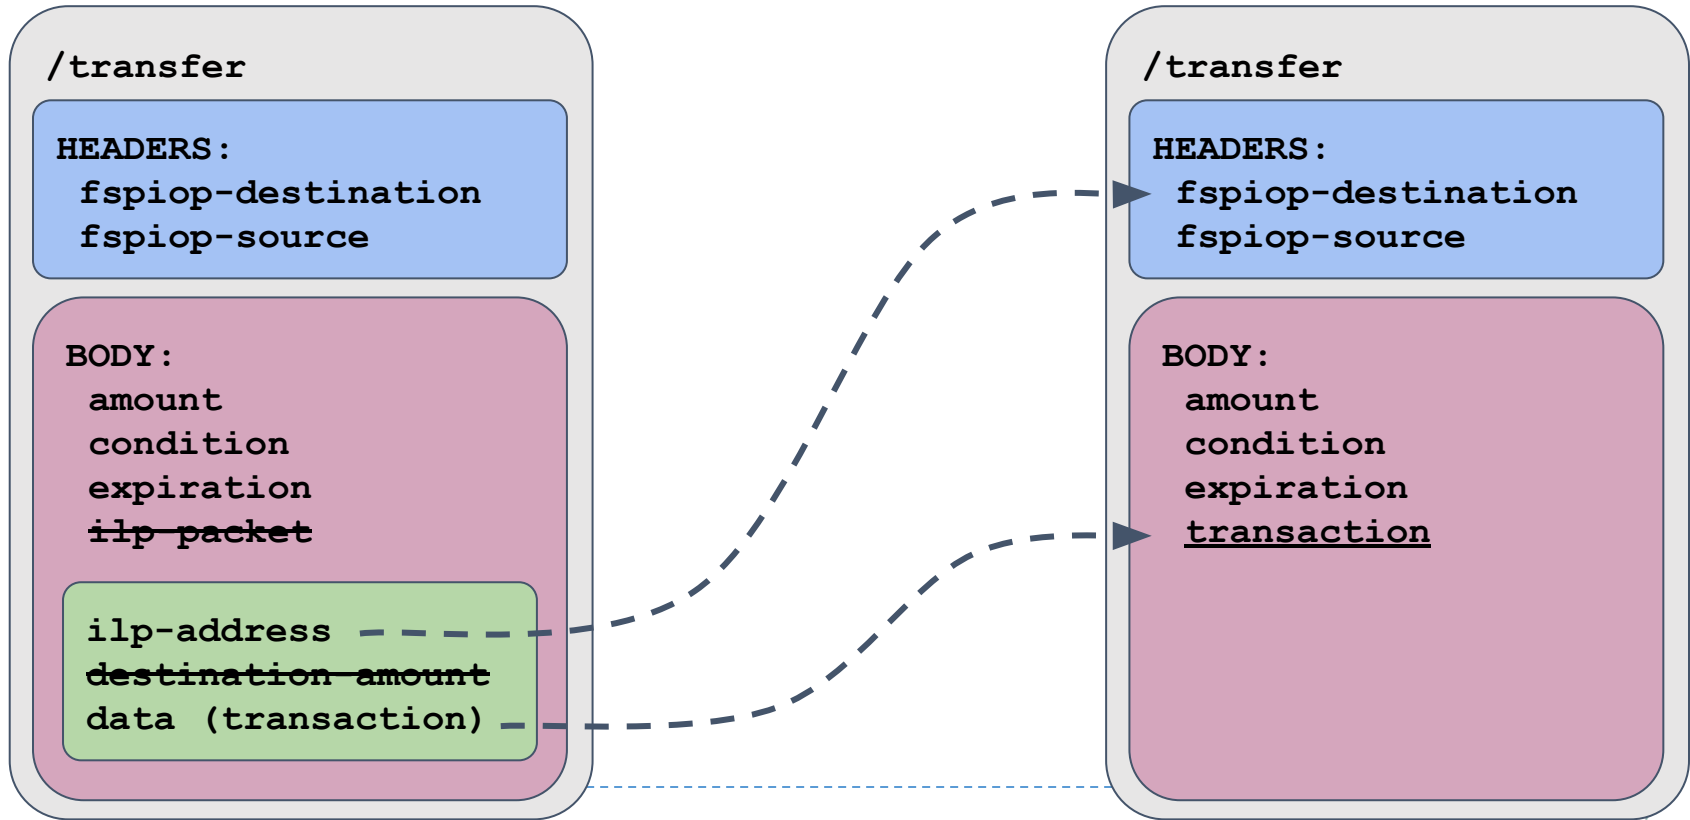 /transfer
HEADERS:
fspiop-destination
fspiop-source
BODY:
amount
condition
expiration
ilp packet
ilp-address
destination amount
data (transaction)
/transfer
HEADERS:
fspiop-destination
fspiop-source
BODY:
amount
condition
expiration
transaction